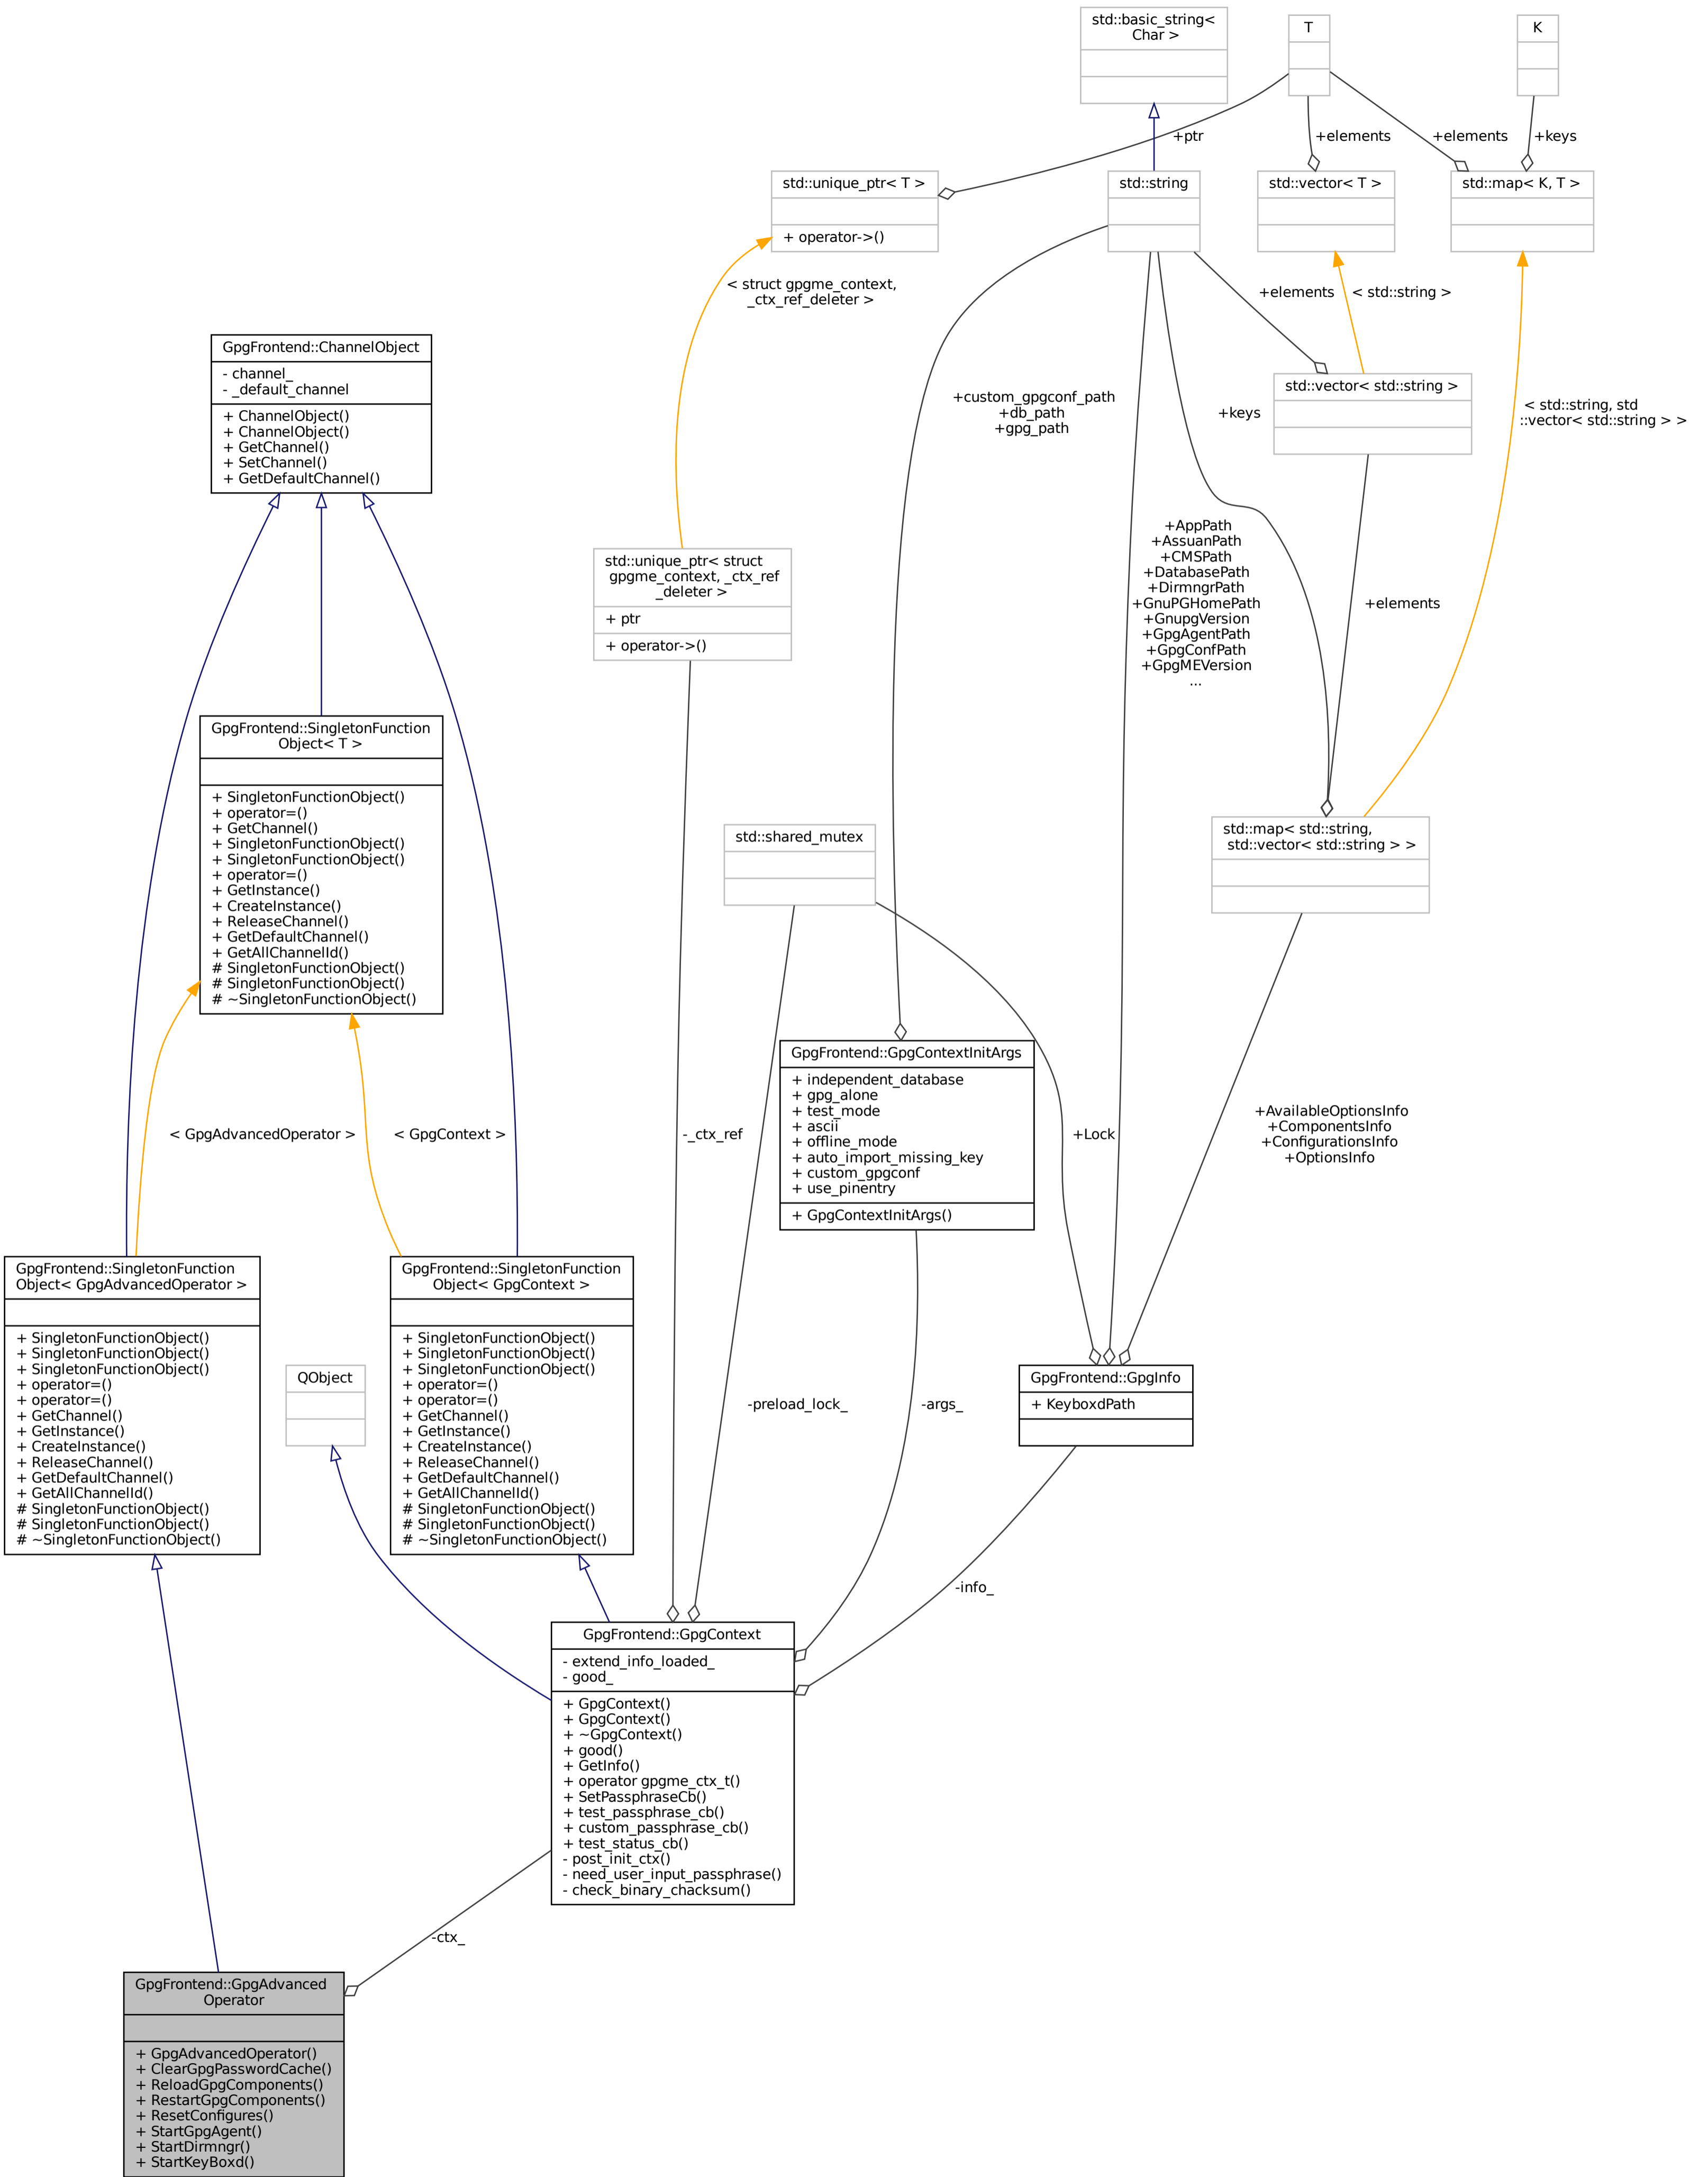 std::basic_string<
Char >
T
K
+ptr
+elements
+elements
+keys
std::unique_ptr< T >
+ operator->()
std::string
std::vector< T >
std::map< K, T >
< struct gpgme_context,
_ctx_ref_deleter >
+elements
< std::string >
GpgFrontend::ChannelObject
- channel_
- _default_channel
+ ChannelObject()
+ ChannelObject()
+ GetChannel()
+ SetChannel()
+ GetDefaultChannel()
+custom_gpgconf_path
+db_path
+gpg_path
+keys
std::vector< std::string >
< std::string, std
::vector< std::string > >
std::unique_ptr< struct
gpgme_context, _ctx_ref
_deleter >
+ ptr
+ operator->()
+AppPath
+AssuanPath
+CMSPath
+DatabasePath
+DirmngrPath
+GnuPGHomePath
+GnupgVersion
+GpgAgentPath
+GpgConfPath
+GpgMEVersion
...
+elements
GpgFrontend::SingletonFunction
Object< T >
+ SingletonFunctionObject()
+ operator=()
+ GetChannel()
+ SingletonFunctionObject()
+ SingletonFunctionObject()
+ operator=()
+ GetInstance()
+ CreateInstance()
+ ReleaseChannel()
+ GetDefaultChannel()
+ GetAllChannelId()
# SingletonFunctionObject()
# SingletonFunctionObject()
# ~SingletonFunctionObject()
std::shared_mutex
std::map< std::string,
std::vector< std::string > >
GpgFrontend::GpgContextInitArgs
+ independent_database
+ gpg_alone
+ test_mode
+ ascii
+ offline_mode
+ auto_import_missing_key
+ custom_gpgconf
+ use_pinentry
+ GpgContextInitArgs()
< GpgAdvancedOperator >
< GpgContext >
-_ctx_ref
+Lock
+AvailableOptionsInfo
+ComponentsInfo
+ConfigurationsInfo
+OptionsInfo
GpgFrontend::SingletonFunction
Object< GpgAdvancedOperator >
+ SingletonFunctionObject()
+ SingletonFunctionObject()
+ SingletonFunctionObject()
+ operator=()
+ operator=()
+ GetChannel()
+ GetInstance()
+ CreateInstance()
+ ReleaseChannel()
+ GetDefaultChannel()
+ GetAllChannelId()
# SingletonFunctionObject()
# SingletonFunctionObject()
# ~SingletonFunctionObject()
QObject
GpgFrontend::SingletonFunction
Object< GpgContext >
+ SingletonFunctionObject()
+ SingletonFunctionObject()
+ SingletonFunctionObject()
+ operator=()
+ operator=()
+ GetChannel()
+ GetInstance()
+ CreateInstance()
+ ReleaseChannel()
+ GetDefaultChannel()
+ GetAllChannelId()
# SingletonFunctionObject()
# SingletonFunctionObject()
# ~SingletonFunctionObject()
-preload_lock_
-args_
GpgFrontend::GpgInfo
+ KeyboxdPath
-info_
GpgFrontend::GpgContext
- extend_info_loaded_
- good_
+ GpgContext()
+ GpgContext()
+ ~GpgContext()
+ good()
+ GetInfo()
+ operator gpgme_ctx_t()
+ SetPassphraseCb()
+ test_passphrase_cb()
+ custom_passphrase_cb()
+ test_status_cb()
- post_init_ctx()
- need_user_input_passphrase()
- check_binary_chacksum()
-ctx_
GpgFrontend::GpgAdvanced
Operator
+ GpgAdvancedOperator()
+ ClearGpgPasswordCache()
+ ReloadGpgComponents()
+ RestartGpgComponents()
+ ResetConfigures()
+ StartGpgAgent()
+ StartDirmngr()
+ StartKeyBoxd()